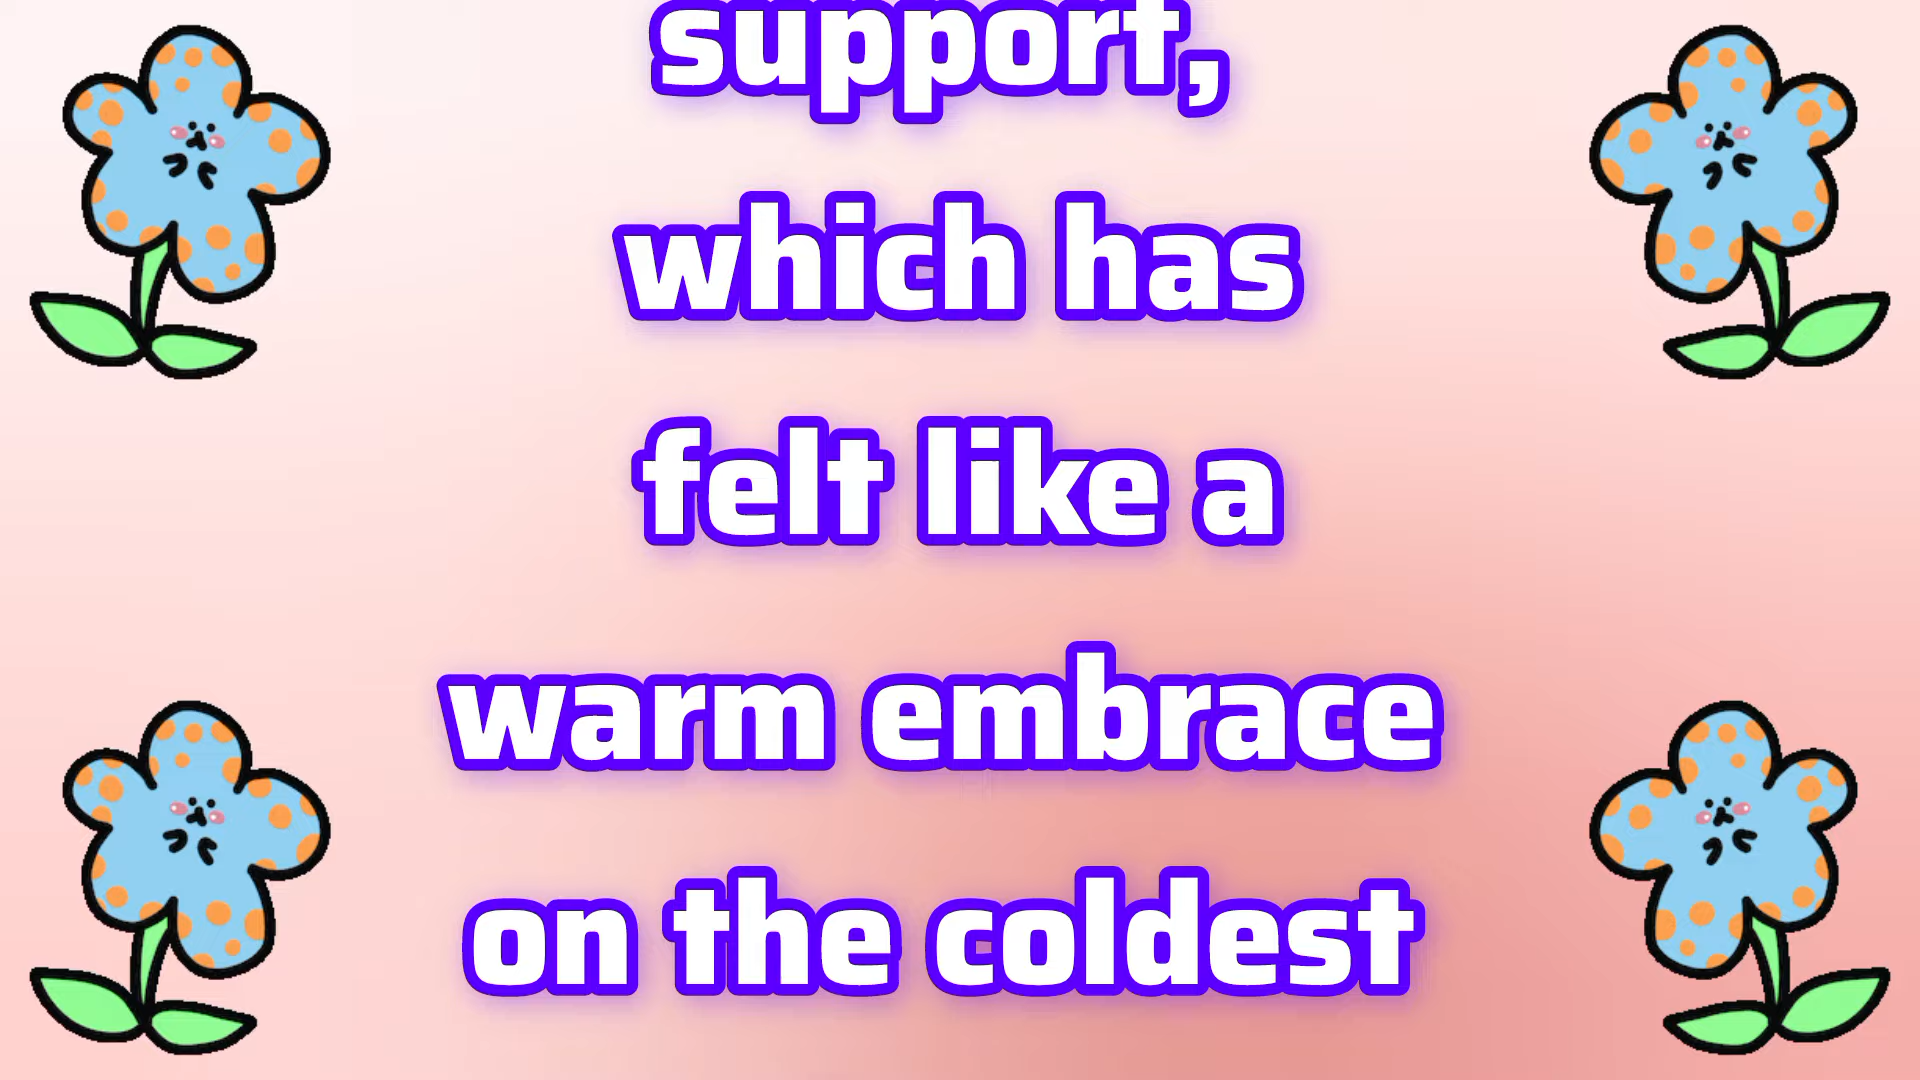 support,
which has
felt like a
warm embrace
on the coldest